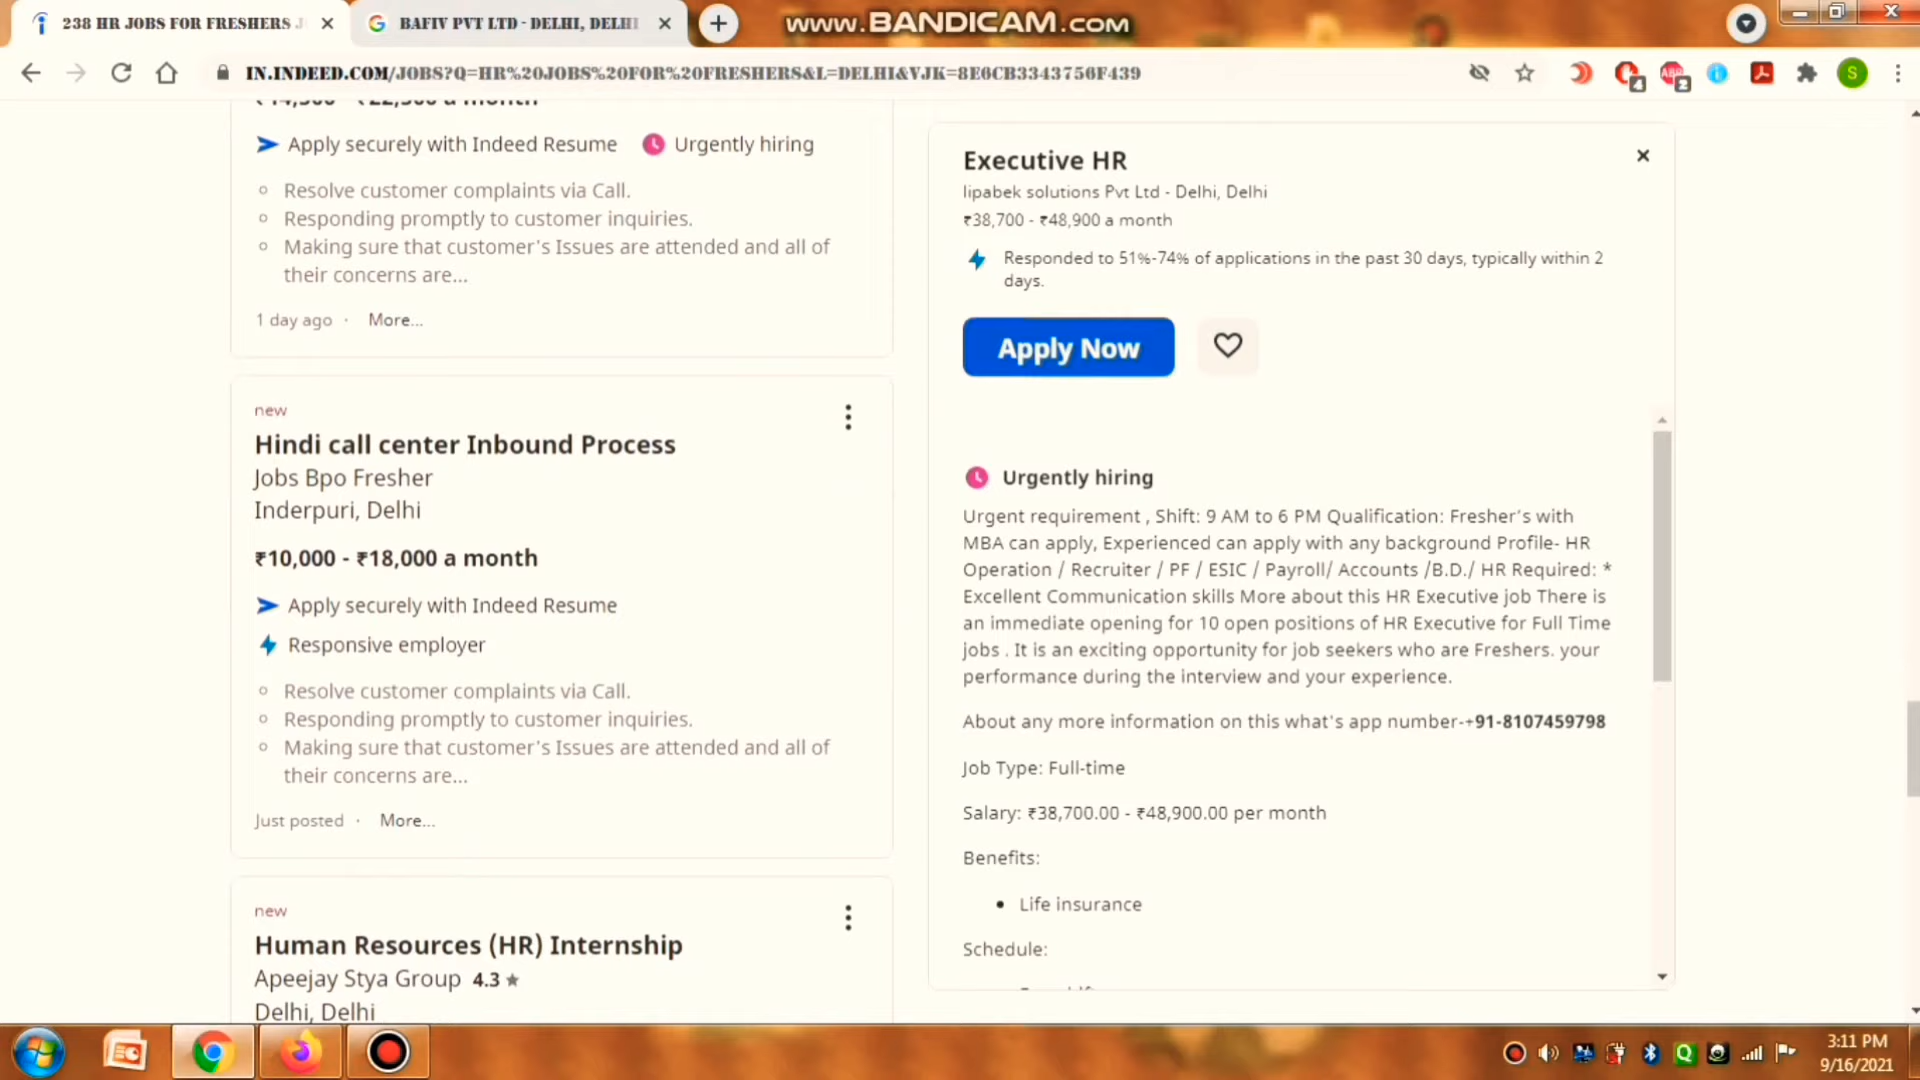 238 HR JOBS FOR FRESHERS J
BAFIV PVT LTD - DELHI, DELHI
www.BANDICAM.com
IN.INDEED.COM/JOBS?Q=HR%20JOBS%20FOR%20FRESHERS&L=DELHI&VJK=8E6CB3343756F439
4
ABP
2
S
₹14,500 - ₹22,500 a month
Apply securely with Indeed Resume
Urgently hiring
Resolve customer complaints via Call.
Responding promptly to customer inquiries.
Making sure that customer's Issues are attended and all of
their concerns are...
1 day ago · More...
new
Hindi call center Inbound Process
Jobs Bpo Fresher
Inderpuri, Delhi
₹10,000 - ₹18,000 a month
Apply securely with Indeed Resume
Responsive employer
Resolve customer complaints via Call.
Responding promptly to customer inquiries.
Making sure that customer's Issues are attended and all of
their concerns are...
Just posted · More...
new
Human Resources (HR) Internship
Apeejay Stya Group 4.3 ★
Delhi, Delhi
Executive HR
lipabek solutions Pvt Ltd - Delhi, Delhi
₹38,700 - ₹48,900 a month
Responded to 51%-74% of applications in the past 30 days, typically within 2
days.
Apply Now
Urgently hiring
Urgent requirement , Shift: 9 AM to 6 PM Qualification: Fresher's with
MBA can apply, Experienced can apply with any background Profile- HR
Operation / Recruiter / PF / ESIC / Payroll/ Accounts /B.D./ HR Required: *
Excellent Communication skills More about this HR Executive job There is
an immediate opening for 10 open positions of HR Executive for Full Time
jobs . It is an exciting opportunity for job seekers who are Freshers. your
performance during the interview and your experience.
About any more information on this what's app number-+91-8107459798
Job Type: Full-time
Salary: ₹38,700.00 - ₹48,900.00 per month
Benefits:
• Life insurance
Schedule:
3:11 PM
9/16/2021